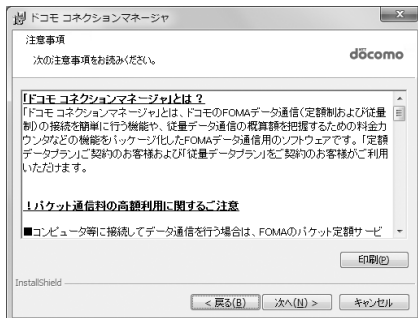 ドコモ コネクションマネージャ
注意事項
次の注意事項をお読みください。
döcomo
「ドコモ コネクションマネージャ」とは？
「ドコモ コネクションマネージャ」とは、ドコモのFOMAデータ通信(定額制および従量
制)の接続を簡単に行う機能や、従量データ通信の概算額を把握するための料金カ
ウンタなどの機能をパッケージ化したFOMAデータ通信用のソフトウェアです。「定額
データプラン」ご契約のお客様および「従量データプラン」をご契約のお客様がご利用
いただけます。
！パケット通信料の高額利用に関するご注意
■コンピュータ等に接続してデータ通信を行う場合は、FOMAのパケット定額サービ
印刷(P)
InstallShield
< 戻る(B)
次へ(N) >
キャンセル